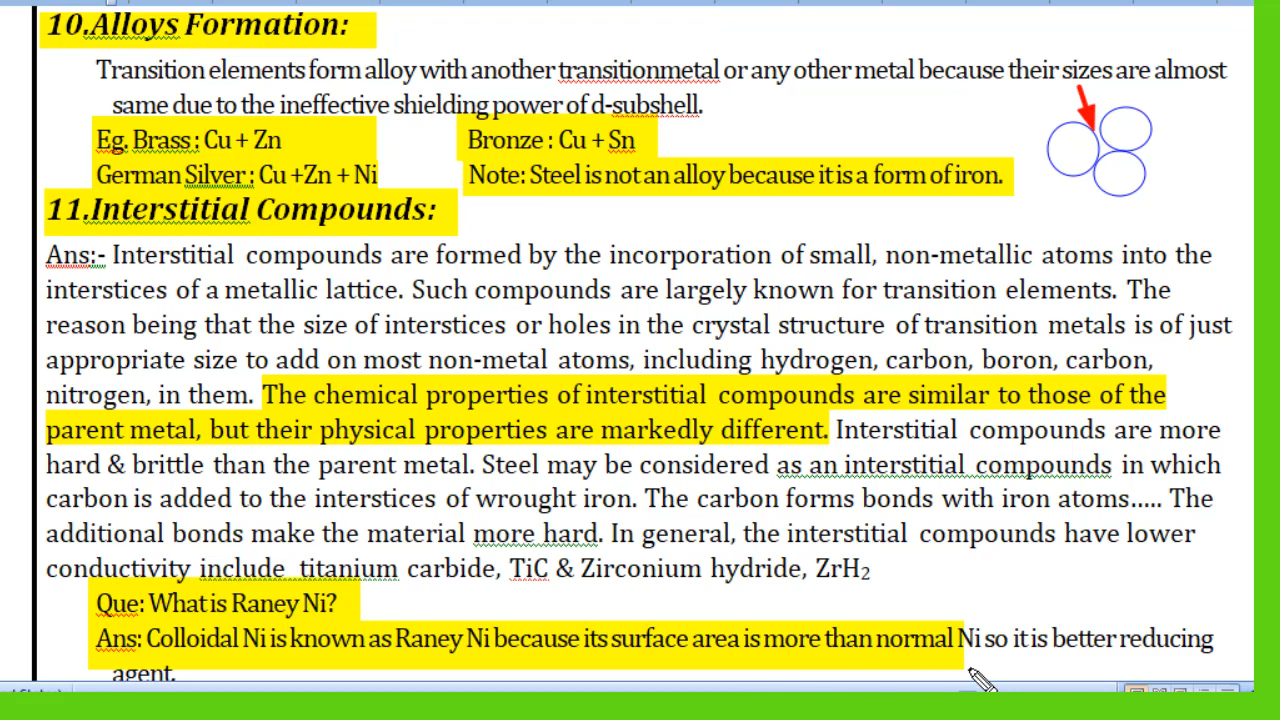 10.Alloys Formation:
Transition elements form alloy with another transitionmetal or any other metal because their sizes are almost
same due to the ineffective shielding power of d-subshell.
Eg. Brass : Cu + Zn Bronze : Cu + Sn
German Silver : Cu +Zn + Ni Note: Steel is not an alloy because it is a form of iron.
11.Interstitial Compounds:
Ans:- Interstitial compounds are formed by the incorporation of small, non-metallic atoms into the
interstices of a metallic lattice. Such compounds are largely known for transition elements. The
reason being that the size of interstices or holes in the crystal structure of transition metals is of just
appropriate size to add on most non-metal atoms, including hydrogen, carbon, boron, carbon,
nitrogen, in them. The chemical properties of interstitial compounds are similar to those of the
parent metal, but their physical properties are markedly different. Interstitial compounds are more
hard & brittle than the parent metal. Steel may be considered as an interstitial compounds in which
carbon is added to the interstices of wrought iron. The carbon forms bonds with iron atoms..... The
additional bonds make the material more hard. In general, the interstitial compounds have lower
conductivity include titanium carbide, TiC & Zirconium hydride, ZrH2
Que: What is Raney Ni?
Ans: Colloidal Ni is known as Raney Ni because its surface area is more than normal Ni so it is better reducing
agent.